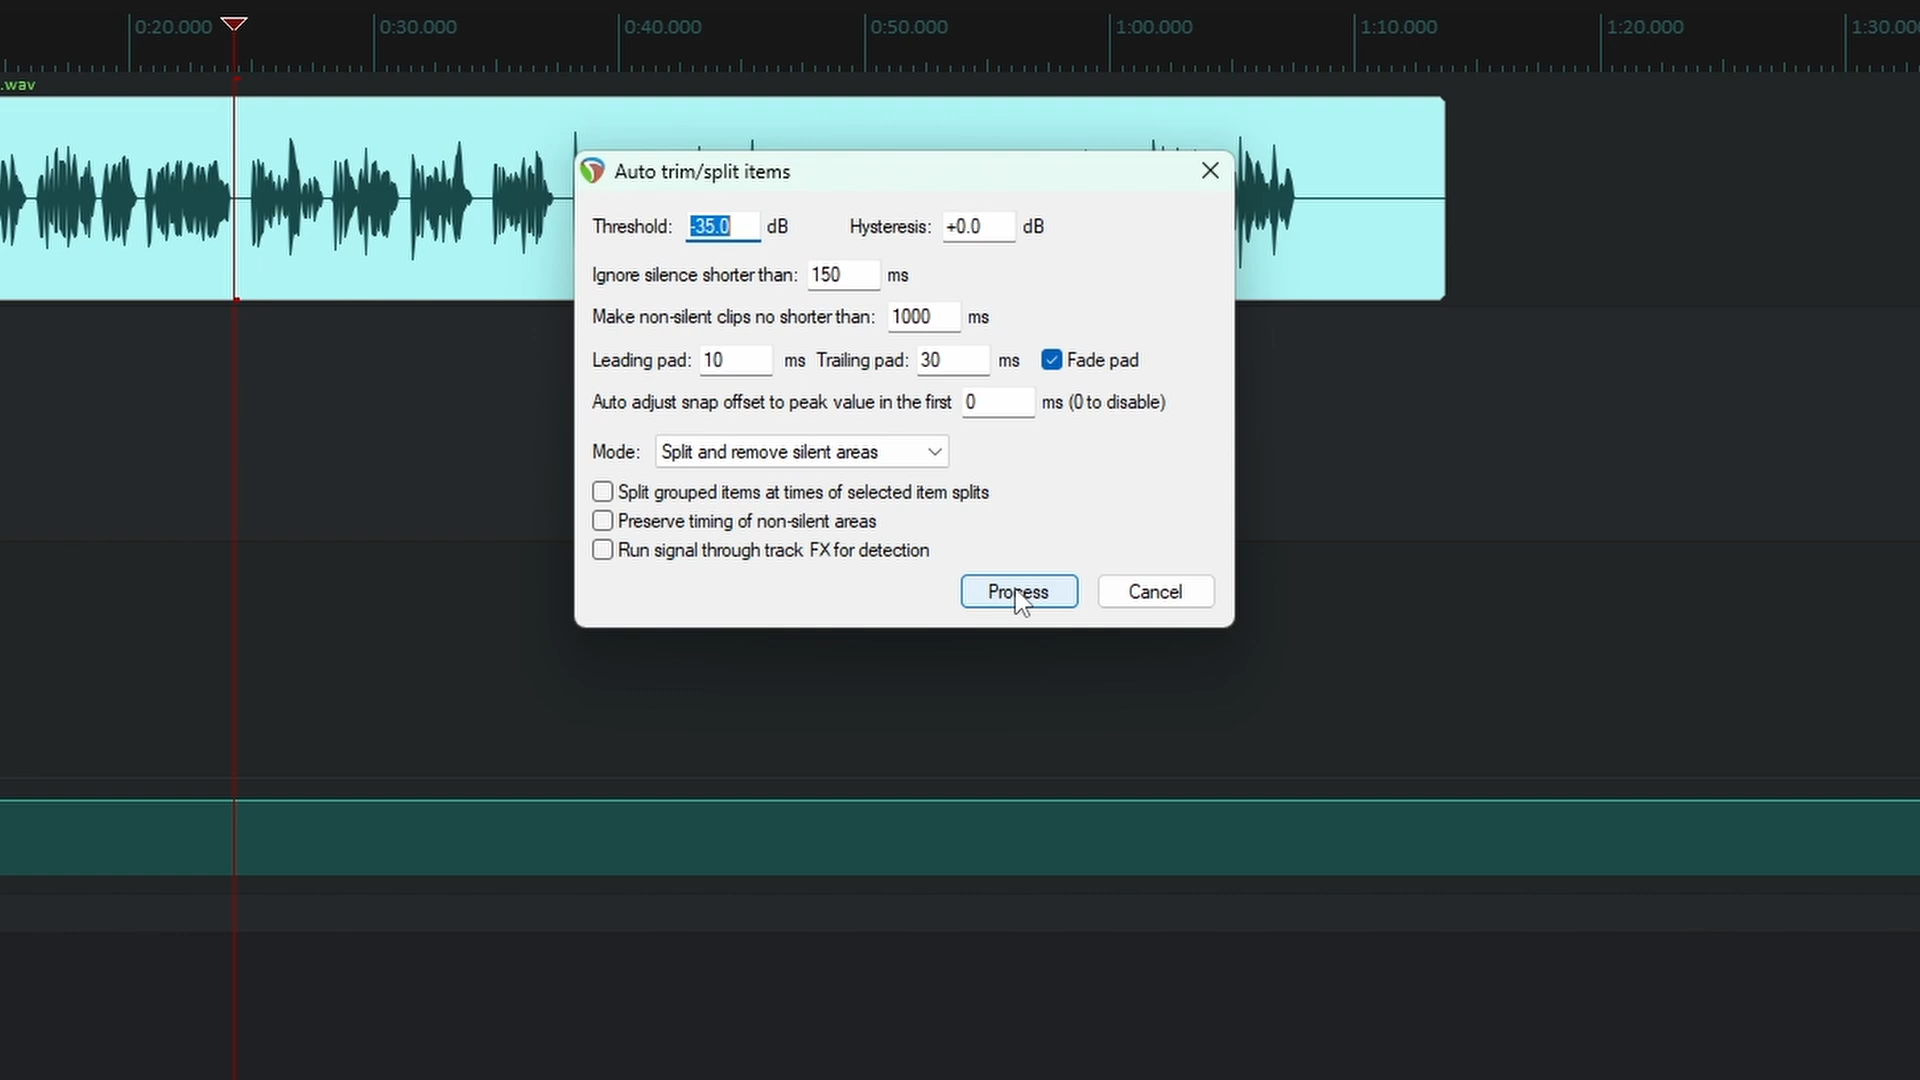 0:20.000 0:30.000 0:40.000 0:50.000 1:00.000 1:10.000 1:20.000
.wav
Auto trim/split items
Threshold: -35.0 dB Hysteresis: +0.0 dB
Ignore silence shorter than: 150 ms
Make non-silent clips no shorter than: 1000 ms
Leading pad: 10 ms Trailing pad: 30 ms Fade pad
Auto adjust snap offset to peak value in the first 0 ms (0 to disable)
Mode: Split and remove silent areas
Split grouped items at times of selected item splits
Preserve timing of non-silent areas
Run signal through track FX for detection
Process Cancel